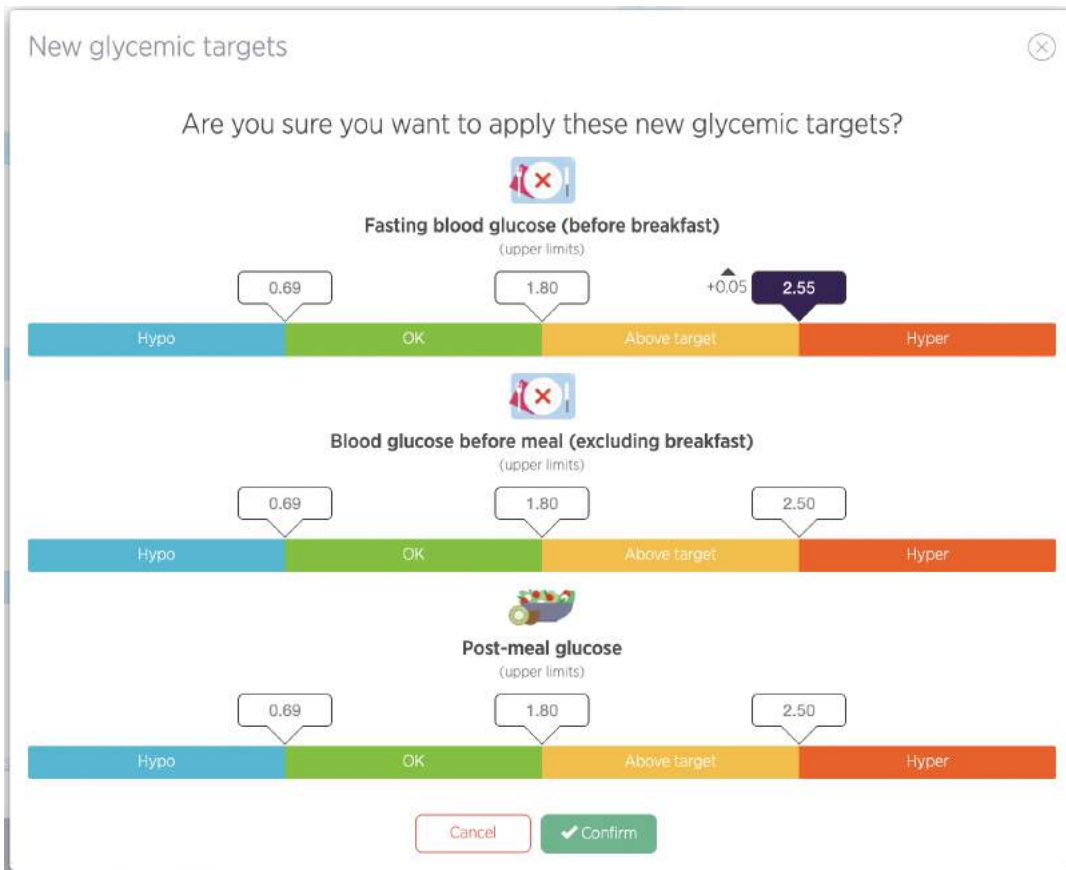 New glycemic targets
Are you sure you want to apply these new glycemic targets?
Fasting blood glucose (before breakfast)
(upper limits)
0.69 1.80 +0.05 2.55
Hypo OK Above target Hyper
Blood glucose before meal (excluding breakfast)
(upper limits)
0.69 1.80 2.50
Hypo OK Above target Hyper
Post-meal glucose
(upper limits)
0.69 1.80 2.50
Hypo OK Above target Hyper
Cancel Confirm